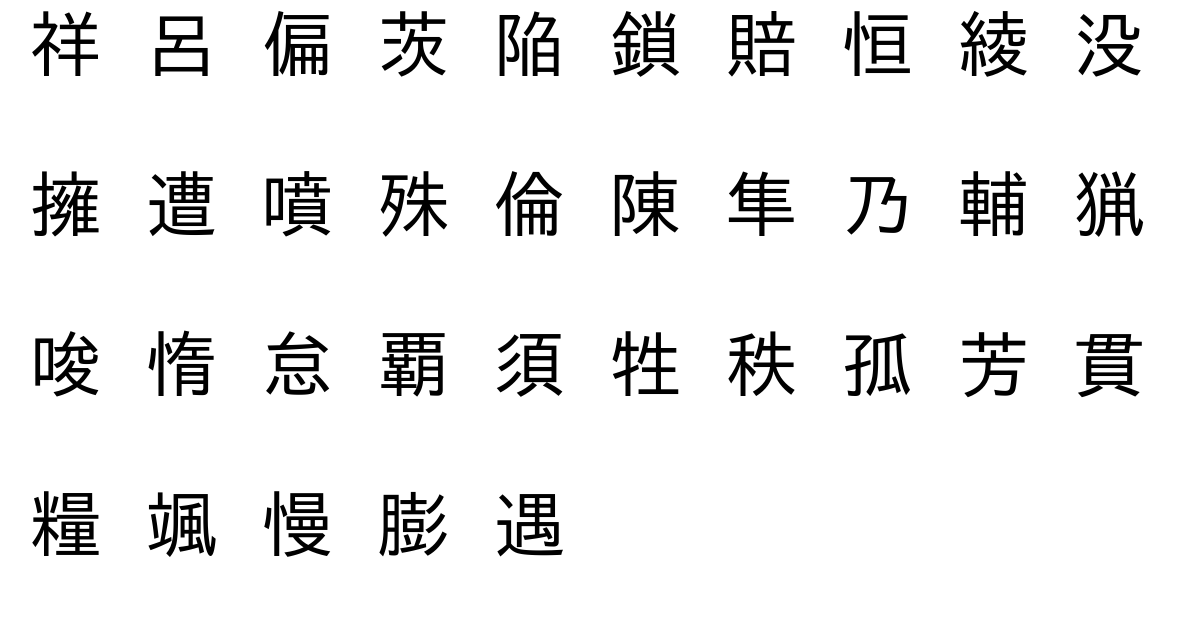 祥呂偏茨陥鎖賠恒綾没
擁遭噴殊倫陳隼乃輔猟
唆惰怠覇須牲秩孤芳貫
糧颯慢膨遇